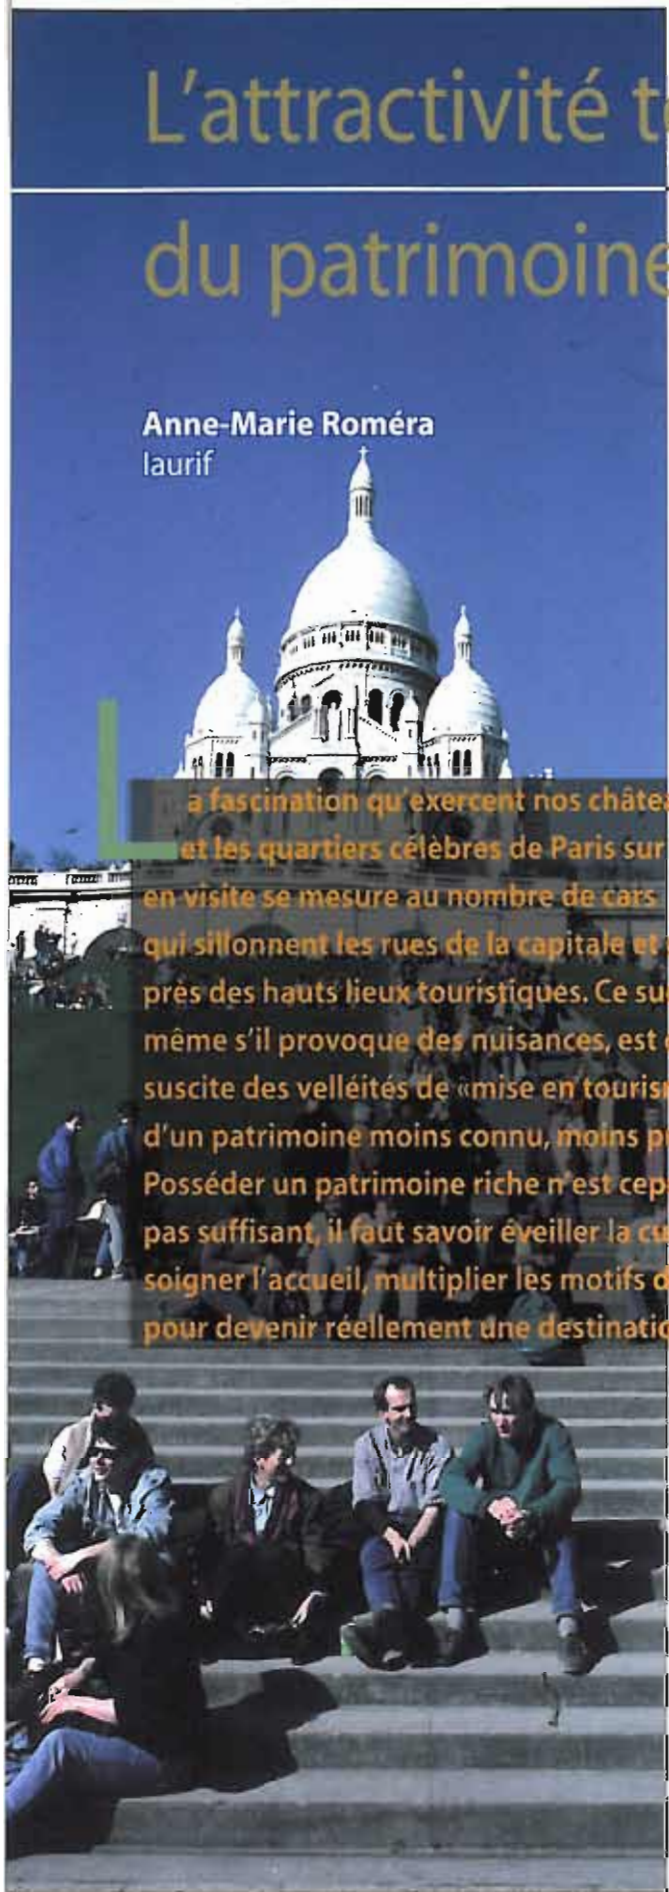 L'attractivité t
du patrimoine
Anne-Marie Roméra
Iaurif
La fascination qu'exercent nos châte
et les quartiers célèbres de Paris sur
en visite se mesure au nombre de cars
qui sillonnent les rues de la capitale et
près des hauts lieux touristiques. Ce su
même s'il provoque des nuisances, est
suscite des velléités de «mise en touris
d'un patrimoine moins connu, moins p
Posséder un patrimoine riche n'est cep
pas suffisant, il faut savoir éveiller la cu
soigner l'accueil, multiplier les motifs d
pour devenir réellement une destinatio